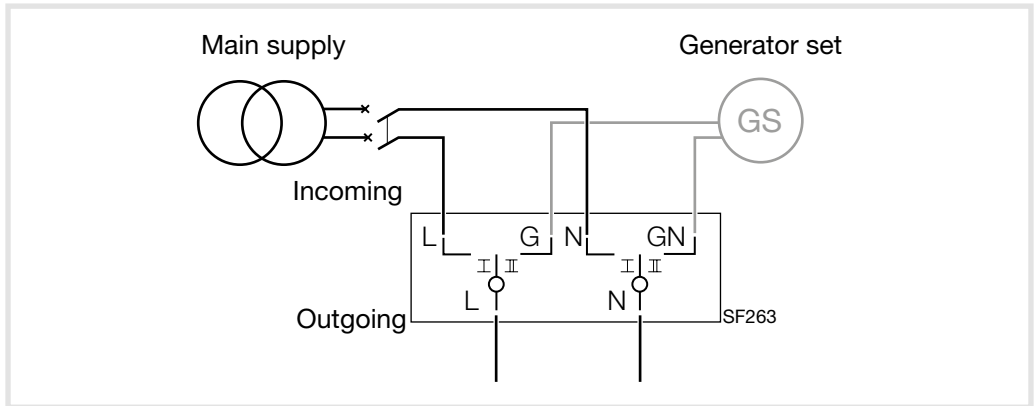 Main supply
Generator set
GS
Incoming
L G N GN
I II I II
L N
Outgoing
SF263